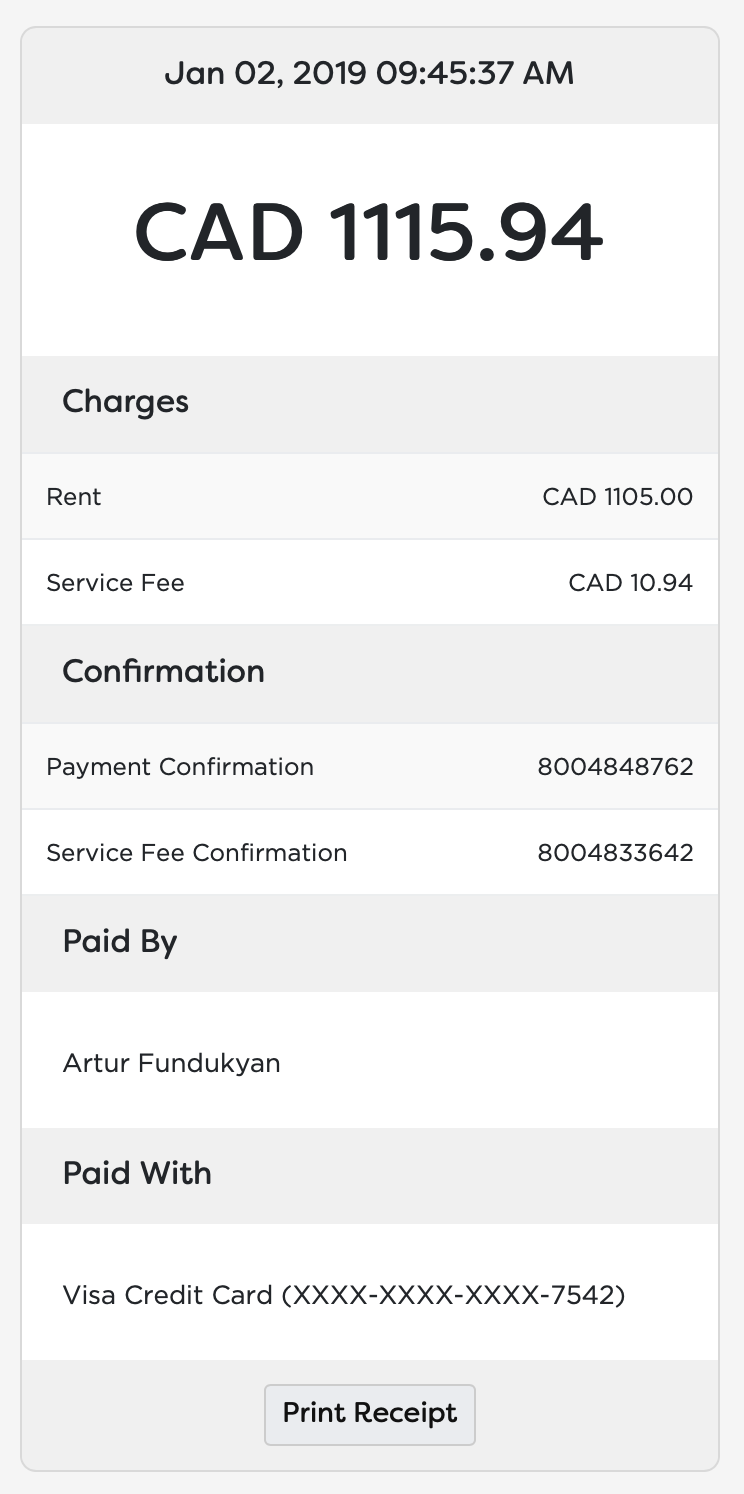 Jan 02, 2019 09:45:37 AM
CAD 1115.94
Charges
Rent CAD 1105.00
Service Fee CAD 10.94
Confirmation
Payment Confirmation 8004848762
Service Fee Confirmation 8004833642
Paid By
Artur Fundukyan
Paid With
Visa Credit Card (XXXX-XXXX-XXXX-7542)
Print Receipt